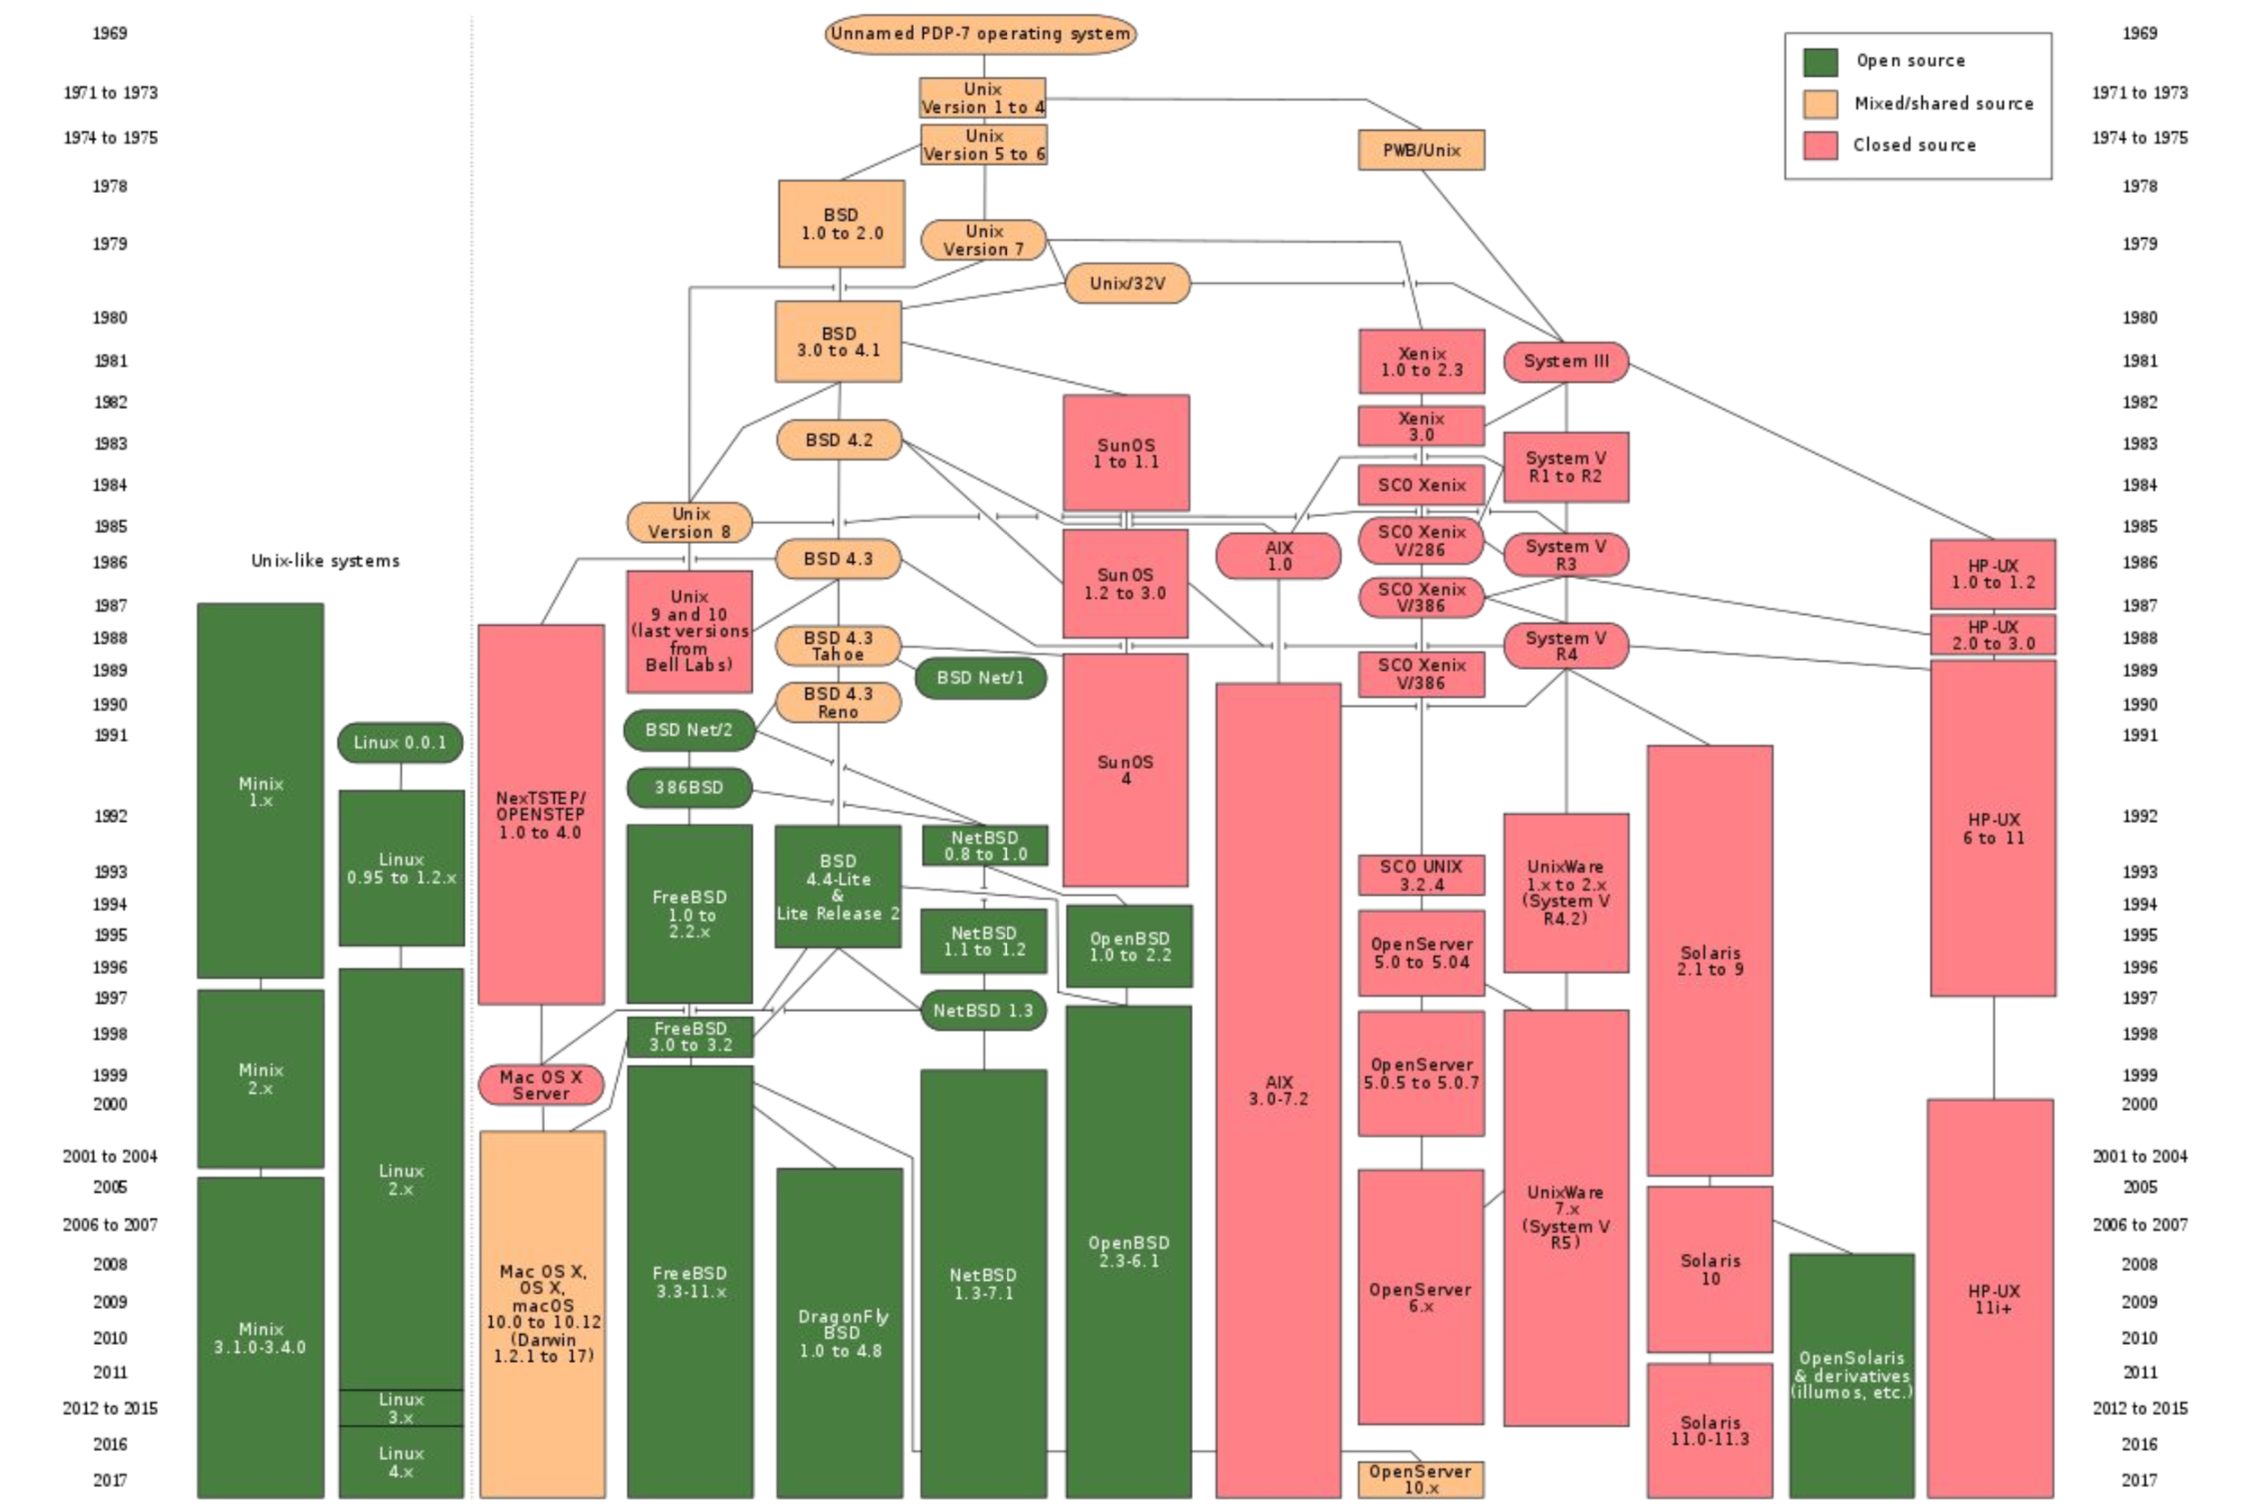 1969
Unnamed PDP-7 operating system
1969
Open source
Mixed/shared source
Closed source
1971 to 1973
Unix
Version 1 to 4
1971 to 1973
1974 to 1975
Unix
Version 5 to 6
PWB/Unix
1974 to 1975
1978
1978
BSD
1.0 to 2.0
Unix
Version 7
1979
1979
Unix/32V
1980
1980
BSD
3.0 to 4.1
Xenix
1.0 to 2.3
System III
1981
1981
1982
1982
Xenix
3.0
BSD 4.2
1983
1983
SunOS
1 to 1.1
System V
R1 to R2
1984
SCO Xenix
1984
Unix
Version 8
1985
1985
SCO Xenix
V/286
System V
R3
AIX
1.0
BSD 4.3
Unix-like systems
1986
1986
HP-UX
1.0 to 1.2
SunOS
1.2 to 3.0
SCO Xenix
V/386
1987
1987
Unix
9 and 10
(last versions
from
Bell Labs)
BSD 4.3
Tahoe
System V
R4
1988
1988
HP-UX
2.0 to 3.0
1989
1989
BSD Net/1
SCO Xenix
V/386
BSD 4.3
Reno
1990
1990
BSD Net/2
1991
1991
Linux 0.0.1
Minix
1.x
386BSD
SunOS
4
NexTSTEP/
OPENSTEP
1.0 to 4.0
1992
1992
NetBSD
0.8 to 1.0
HP-UX
6 to 11
Linux
0.95 to 1.2.x
BSD
4.4-Lite
&
Lite Release 2
1993
1993
SCO UNIX
3.2.4
UnixWare
1.x to 2.x
(System V
R4.2)
FreeBSD
1.0 to
2.2.x
1994
1994
1995
1995
NetBSD
1.1 to 1.2
OpenBSD
1.0 to 2.2
OpenServer
5.0 to 5.04
Solaris
2.1 to 9
1996
1996
1997
1997
NetBSD 1.3
1998
1998
FreeBSD
3.0 to 3.2
Minix
2.x
1999
1999
Mac OS X
Server
OpenServer
5.0.5 to 5.0.7
AIX
3.0-7.2
2000
2000
2001 to 2004
2001 to 2004
Linux
2.x
2005
2005
UnixWare
7.x
(System V
R5)
2006 to 2007
2006 to 2007
OpenBSD
2.3-6.1
2008
2008
Solaris
10
Mac OS X,
OS X,
macOS
10.0 to 10.12
(Darwin
1.2.1 to 17)
FreeBSD
3.3-11.x
NetBSD
1.3-7.1
OpenServer
6.x
HP-UX
11i+
2009
2009
DragonFly
BSD
1.0 to 4.8
Minix
3.1.0-3.4.0
2010
2010
OpenSolaris
& derivatives
(illumos, etc.)
2011
2011
Linux
3.x
2012 to 2015
2012 to 2015
Solaris
11.0-11.3
2016
2016
Linux
4.x
OpenServer
10.x
2017
2017